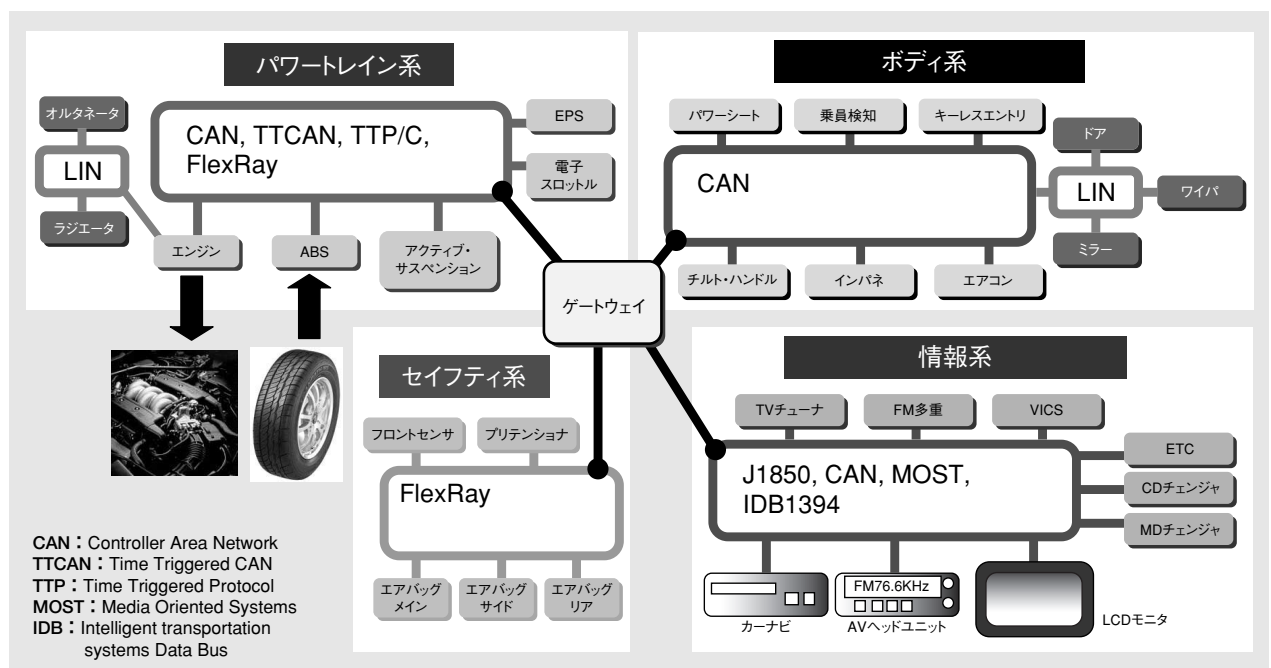 パワートレイン系
オルタネータ
LIN
ラジエータ
CAN, TTCAN, TTP/C,
FlexRay
EPS
電子
スロットル
エンジン
ABS
アクティブ・
サスペンション
ボディ系
パワーシート
乗員検知
キーレスエントリ
CAN
ドア
LIN
ワイパ
ミラー
チルト・ハンドル
インパネ
エアコン
ゲートウェイ
セイフティ系
フロントセンサ
プリテンショナ
FlexRay
エアバッグ
メイン
エアバッグ
サイド
エアバッグ
リア
情報系
TVチューナ
FM多重
VICS
J1850, CAN, MOST,
IDB1394
ETC
CDチェンジャ
MDチェンジャ
カーナビ
FM76.6KHz
AVヘッドユニット
LCDモニタ
CAN：Controller Area Network
TTCAN：Time Triggered CAN
TTP：Time Triggered Protocol
MOST：Media Oriented Systems
IDB：Intelligent transportation
systems Data Bus